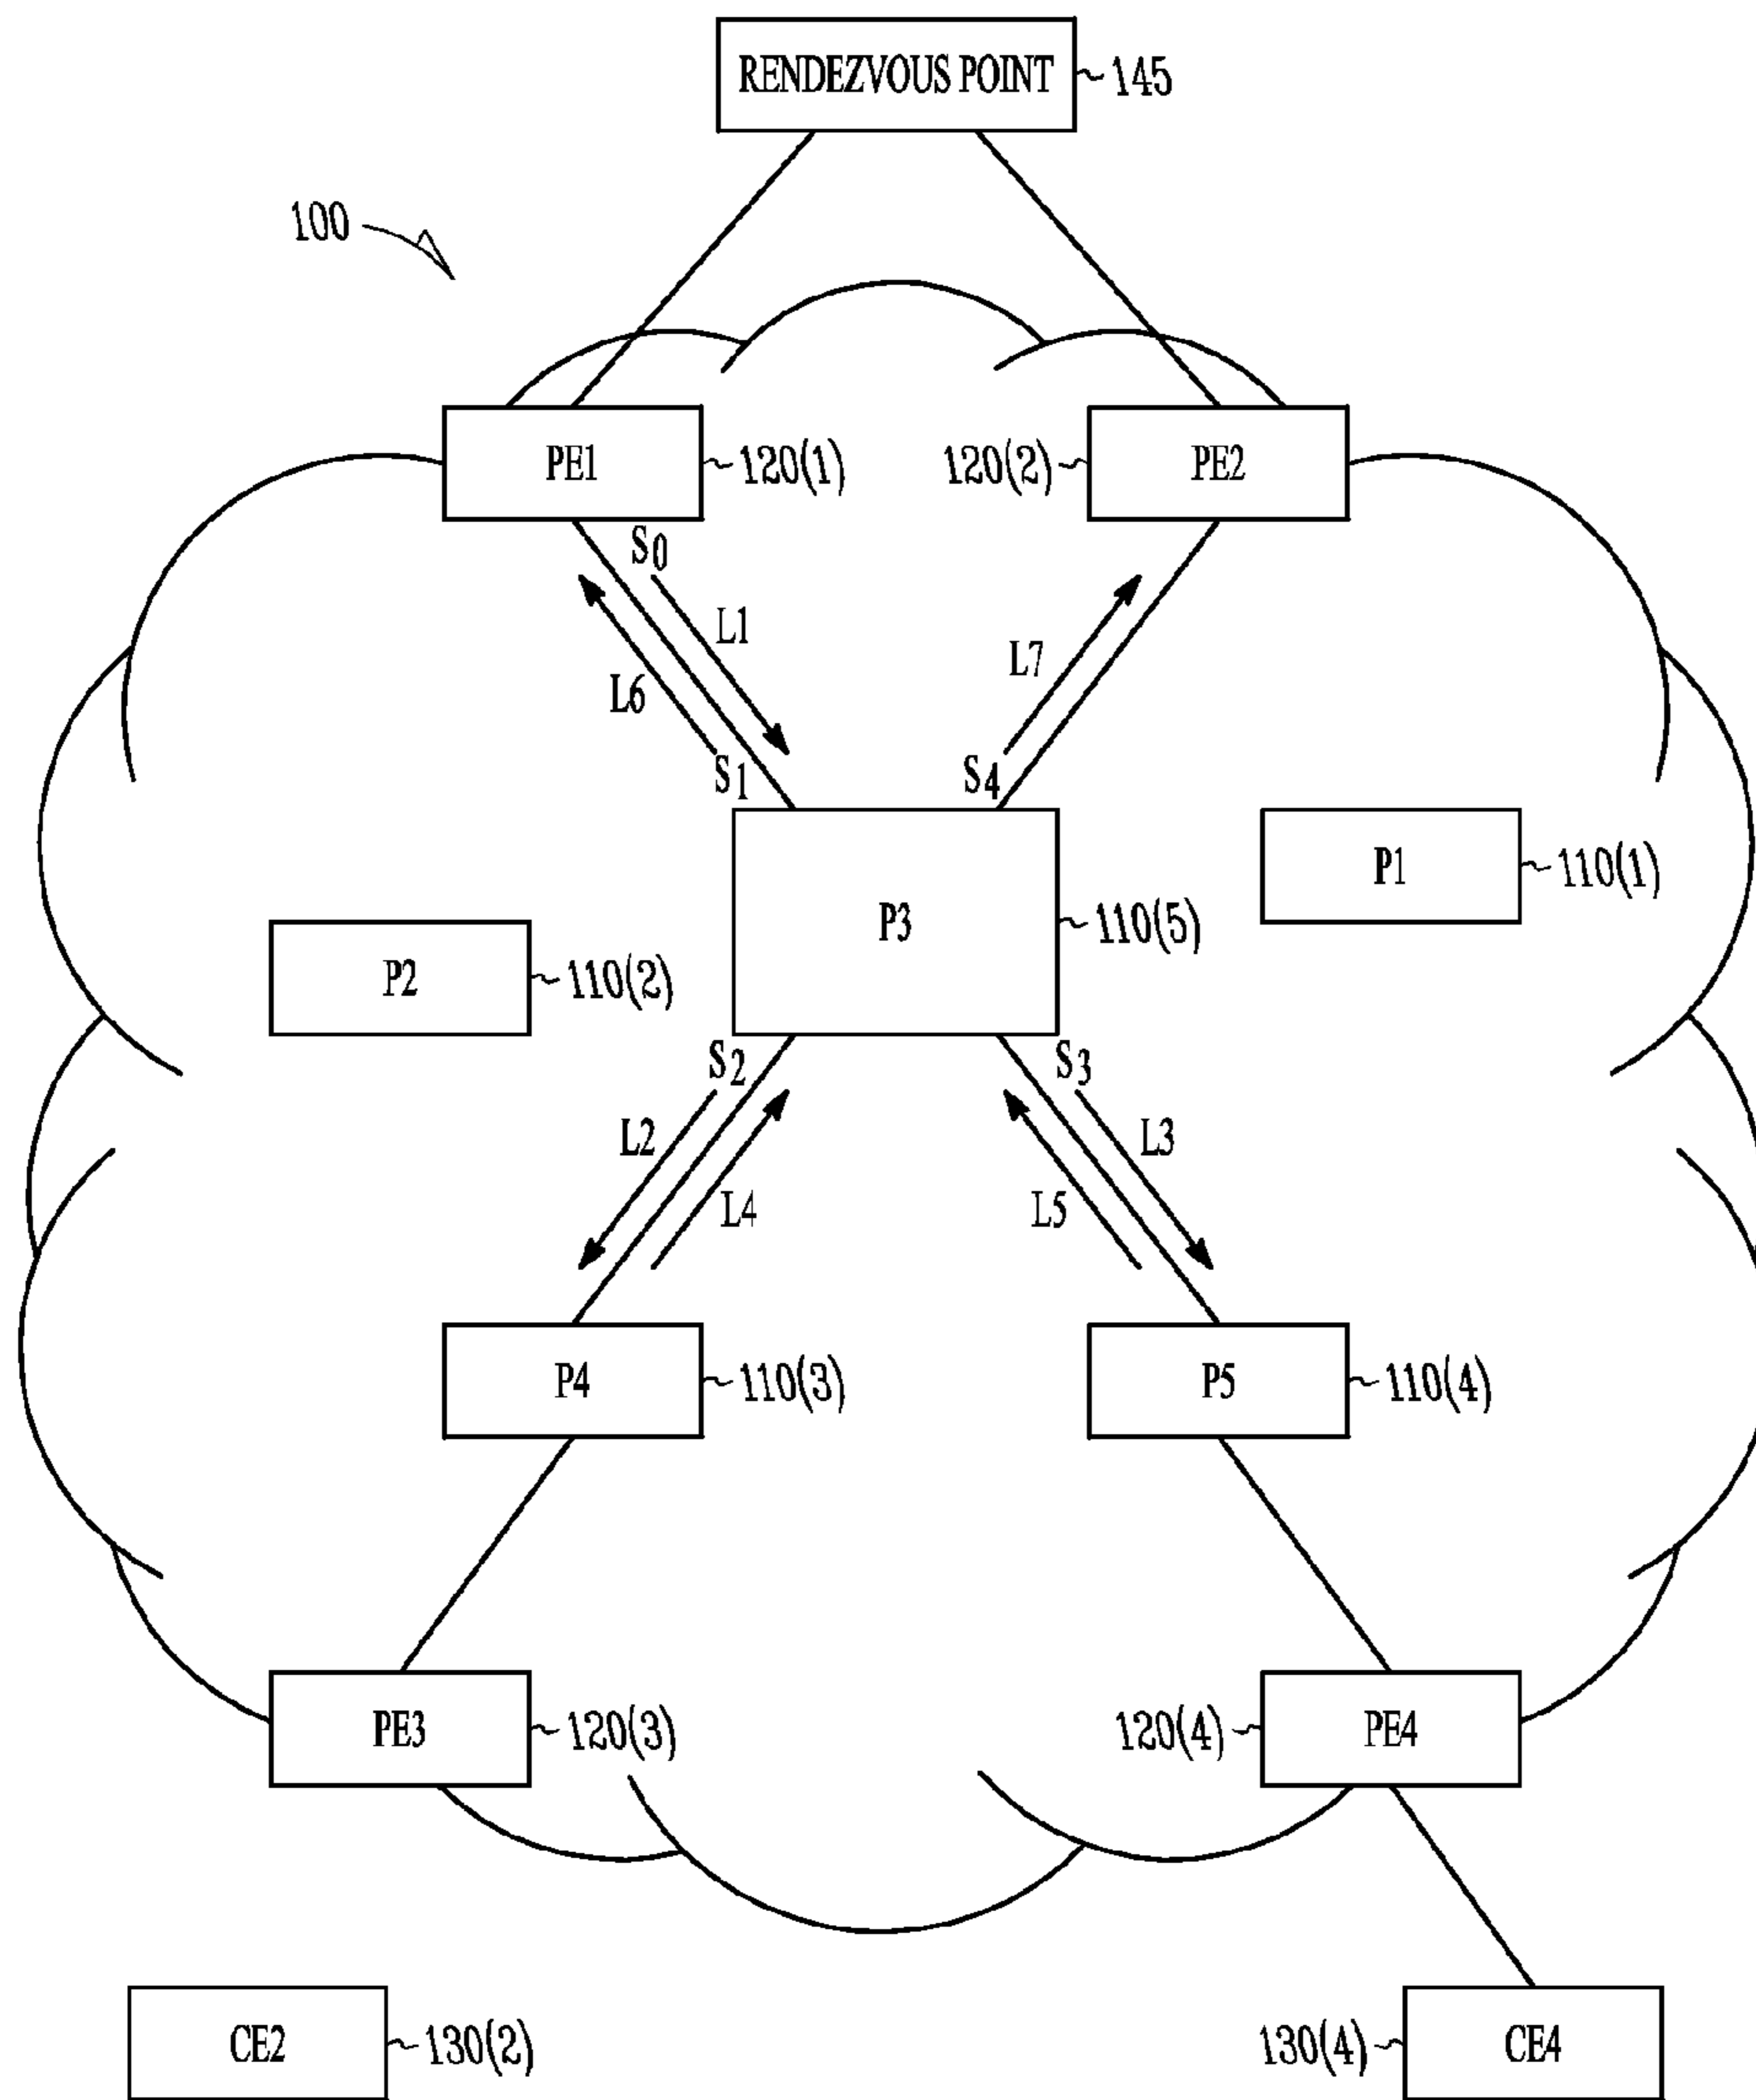 RENDEZVOUS POINT
145
100
PE1
120(1)
120(2)
PE2
S0
L1
L6
S1
L7
S4
P1
110(1)
P3
110(5)
P2
110(2)
S2
S3
L2
L4
L5
L3
P4
110(3)
P5
110(4)
PE3
120(3)
120(4)
PE4
CE2
130(2)
130(4)
CE4